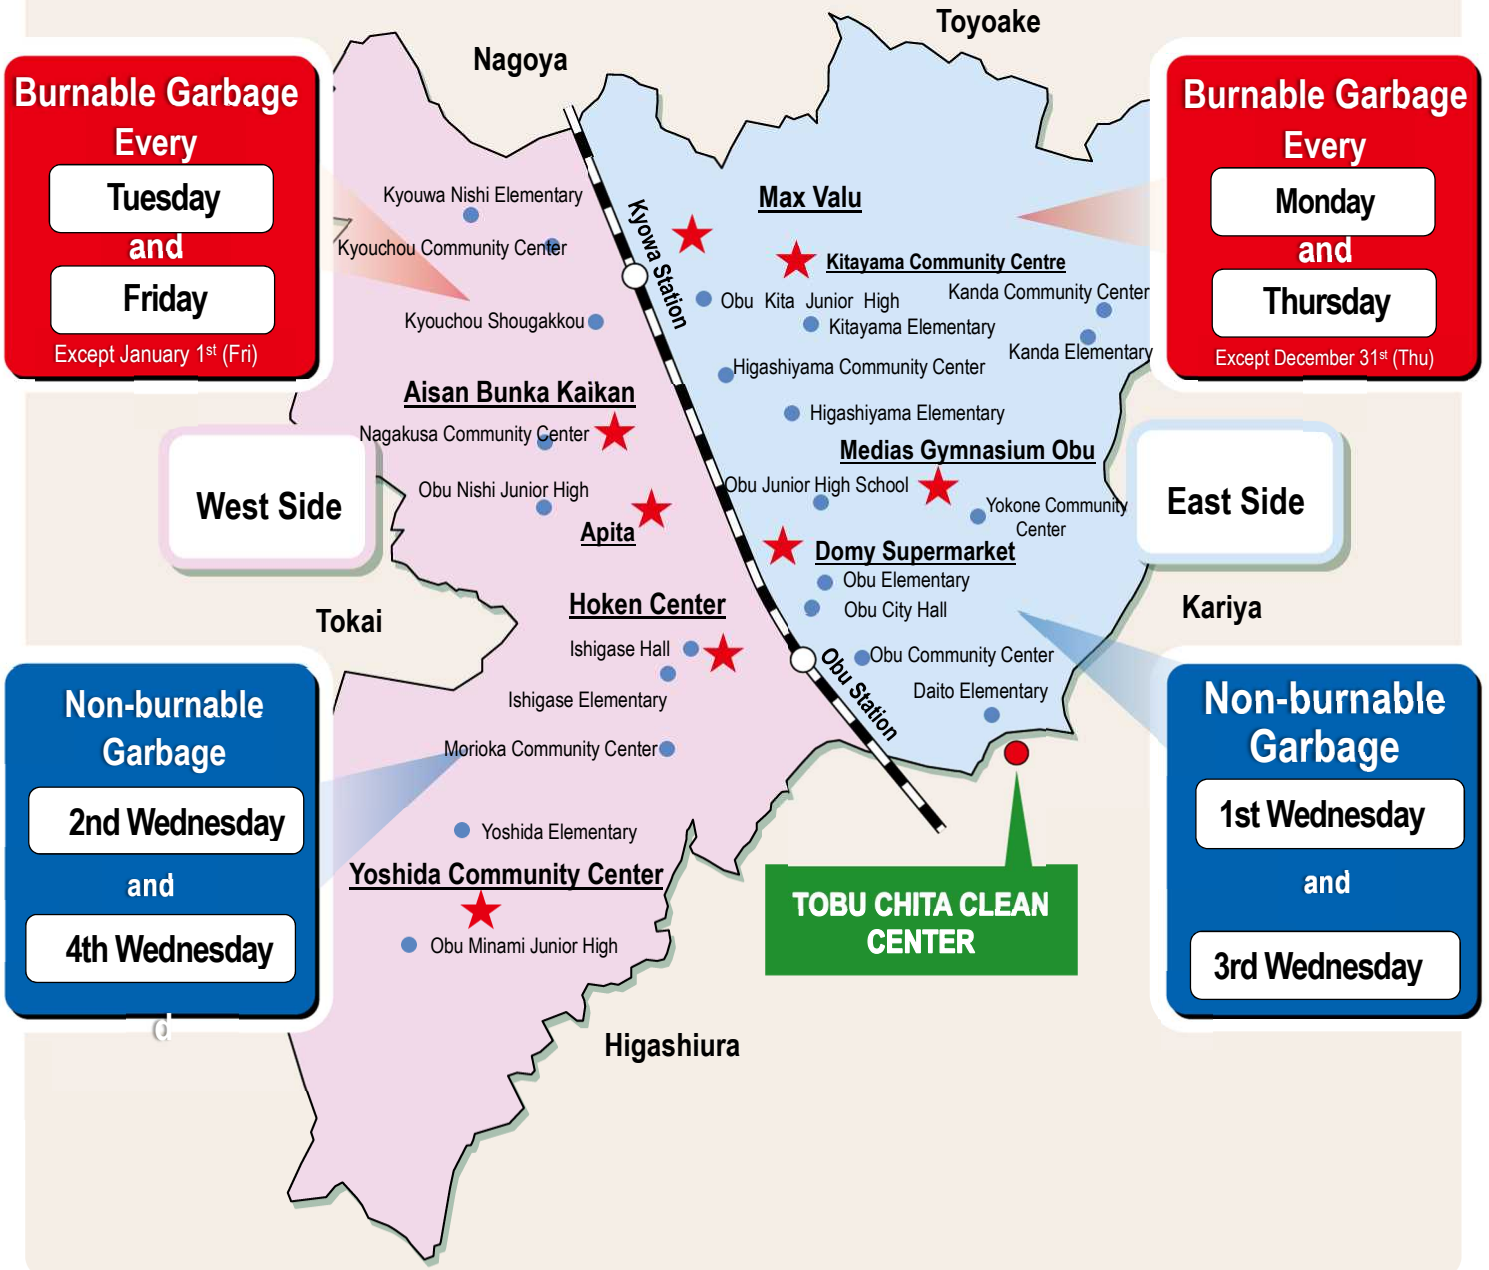 Toyoake
Nagoya
Burnable Garbage
Every
Tuesday
and
Friday
Except January 1st (Fri)
Burnable Garbage
Every
Monday
and
Thursday
Except December 31st (Thu)
Kyouwa Nishi Elementary
Kyouchou Community Center
Kyouchou Shougakkou
Kyowa Station
Max Valu
Kitayama Community Centre
Obu Kita Junior High
Kanda Community Center
Kitayama Elementary
Kanda Elementary
Higashiyama Community Center
Higashiyama Elementary
Aisan Bunka Kaikan
Nagakusa Community Center
Obu Nishi Junior High
Apita
Medias Gymnasium Obu
Obu Junior High School
Yokone Community
Center
West Side
East Side
Domy Supermarket
Obu Elementary
Obu City Hall
Hoken Center
Ishigase Hall
Ishigase Elementary
Tokai
Kariya
Obu Station
Obu Community Center
Daito Elementary
Morioka Community Center
Non-burnable
Garbage
2nd Wednesday
and
4th Wednesday
d
Non-burnable
Garbage
1st Wednesday
and
3rd Wednesday
Yoshida Elementary
Yoshida Community Center
Obu Minami Junior High
TOBU CHITA CLEAN
CENTER
Higashiura